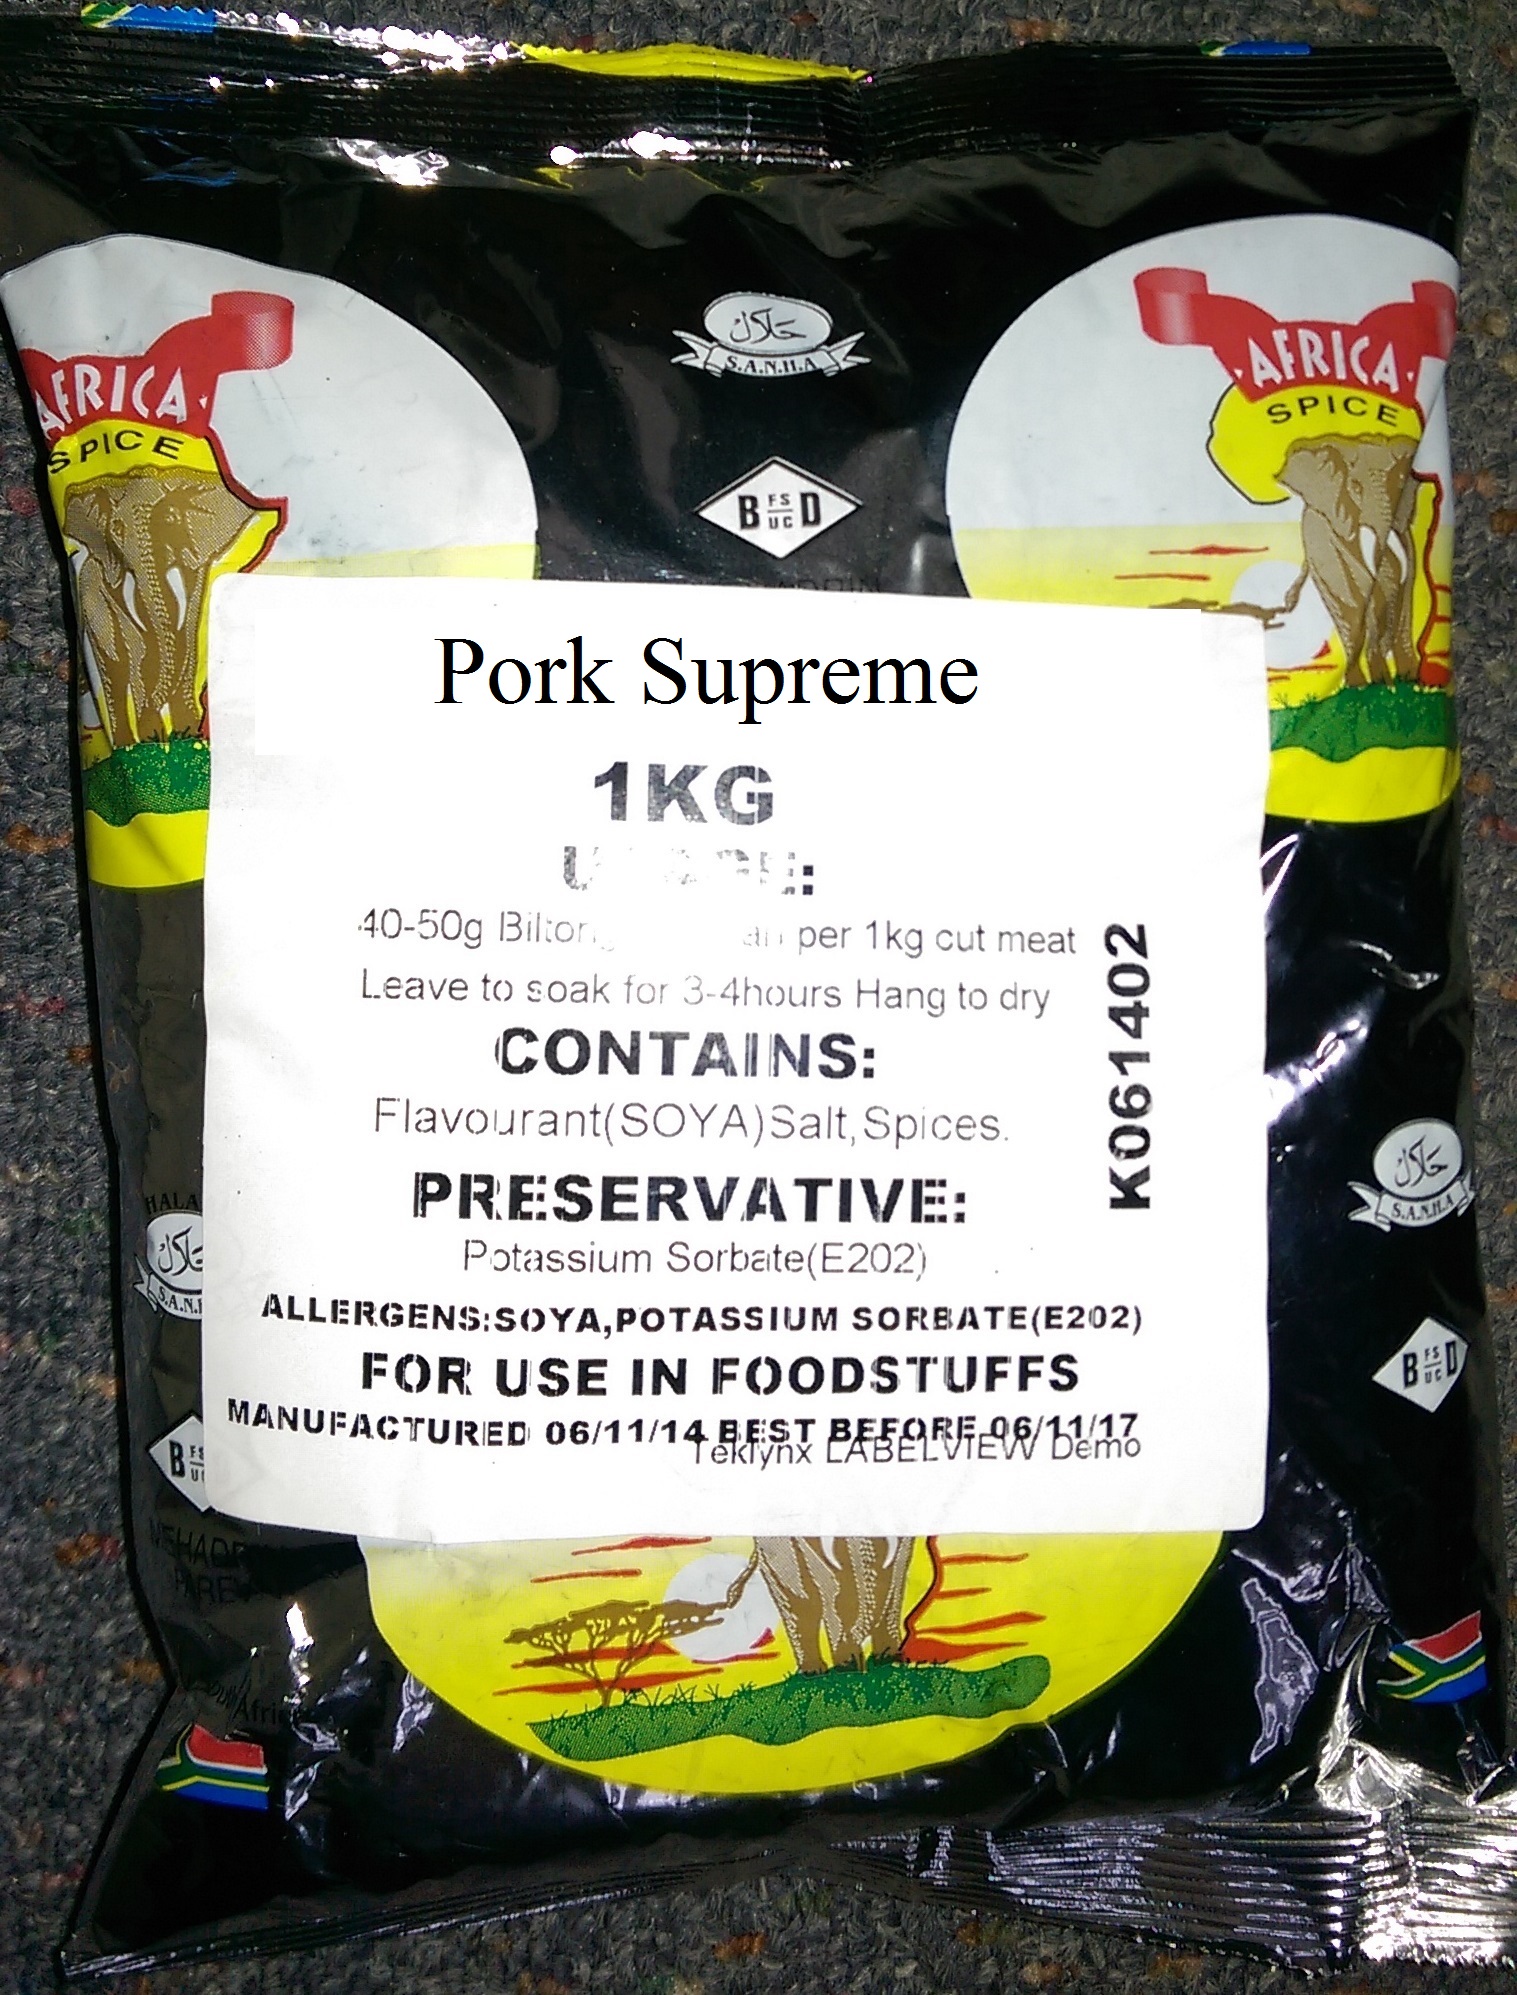 AFRICA
SPICE
حلال
S.A.N.H.A
B FS UC D
AFRICA
SPICE
Pork Supreme
1KG
40-50g per 1kg cut meat
Leave to soak for 3-4hours Hang to dry
CONTAINS:
Flavourant(SOYA)Salt,Spices.
PRESERVATIVE:
Potassium Sorbate(E202)
ALLERGENS:SOYA,POTASSIUM SORBATE(E202)
FOR USE IN FOODSTUFFS
MANUFACTURED 06/11/14 BEST BEFORE 06/11/17
Teklynx LABELVIEW Demo
K061402
حلال
S.A.N.H.A
B FS UC D
حلال